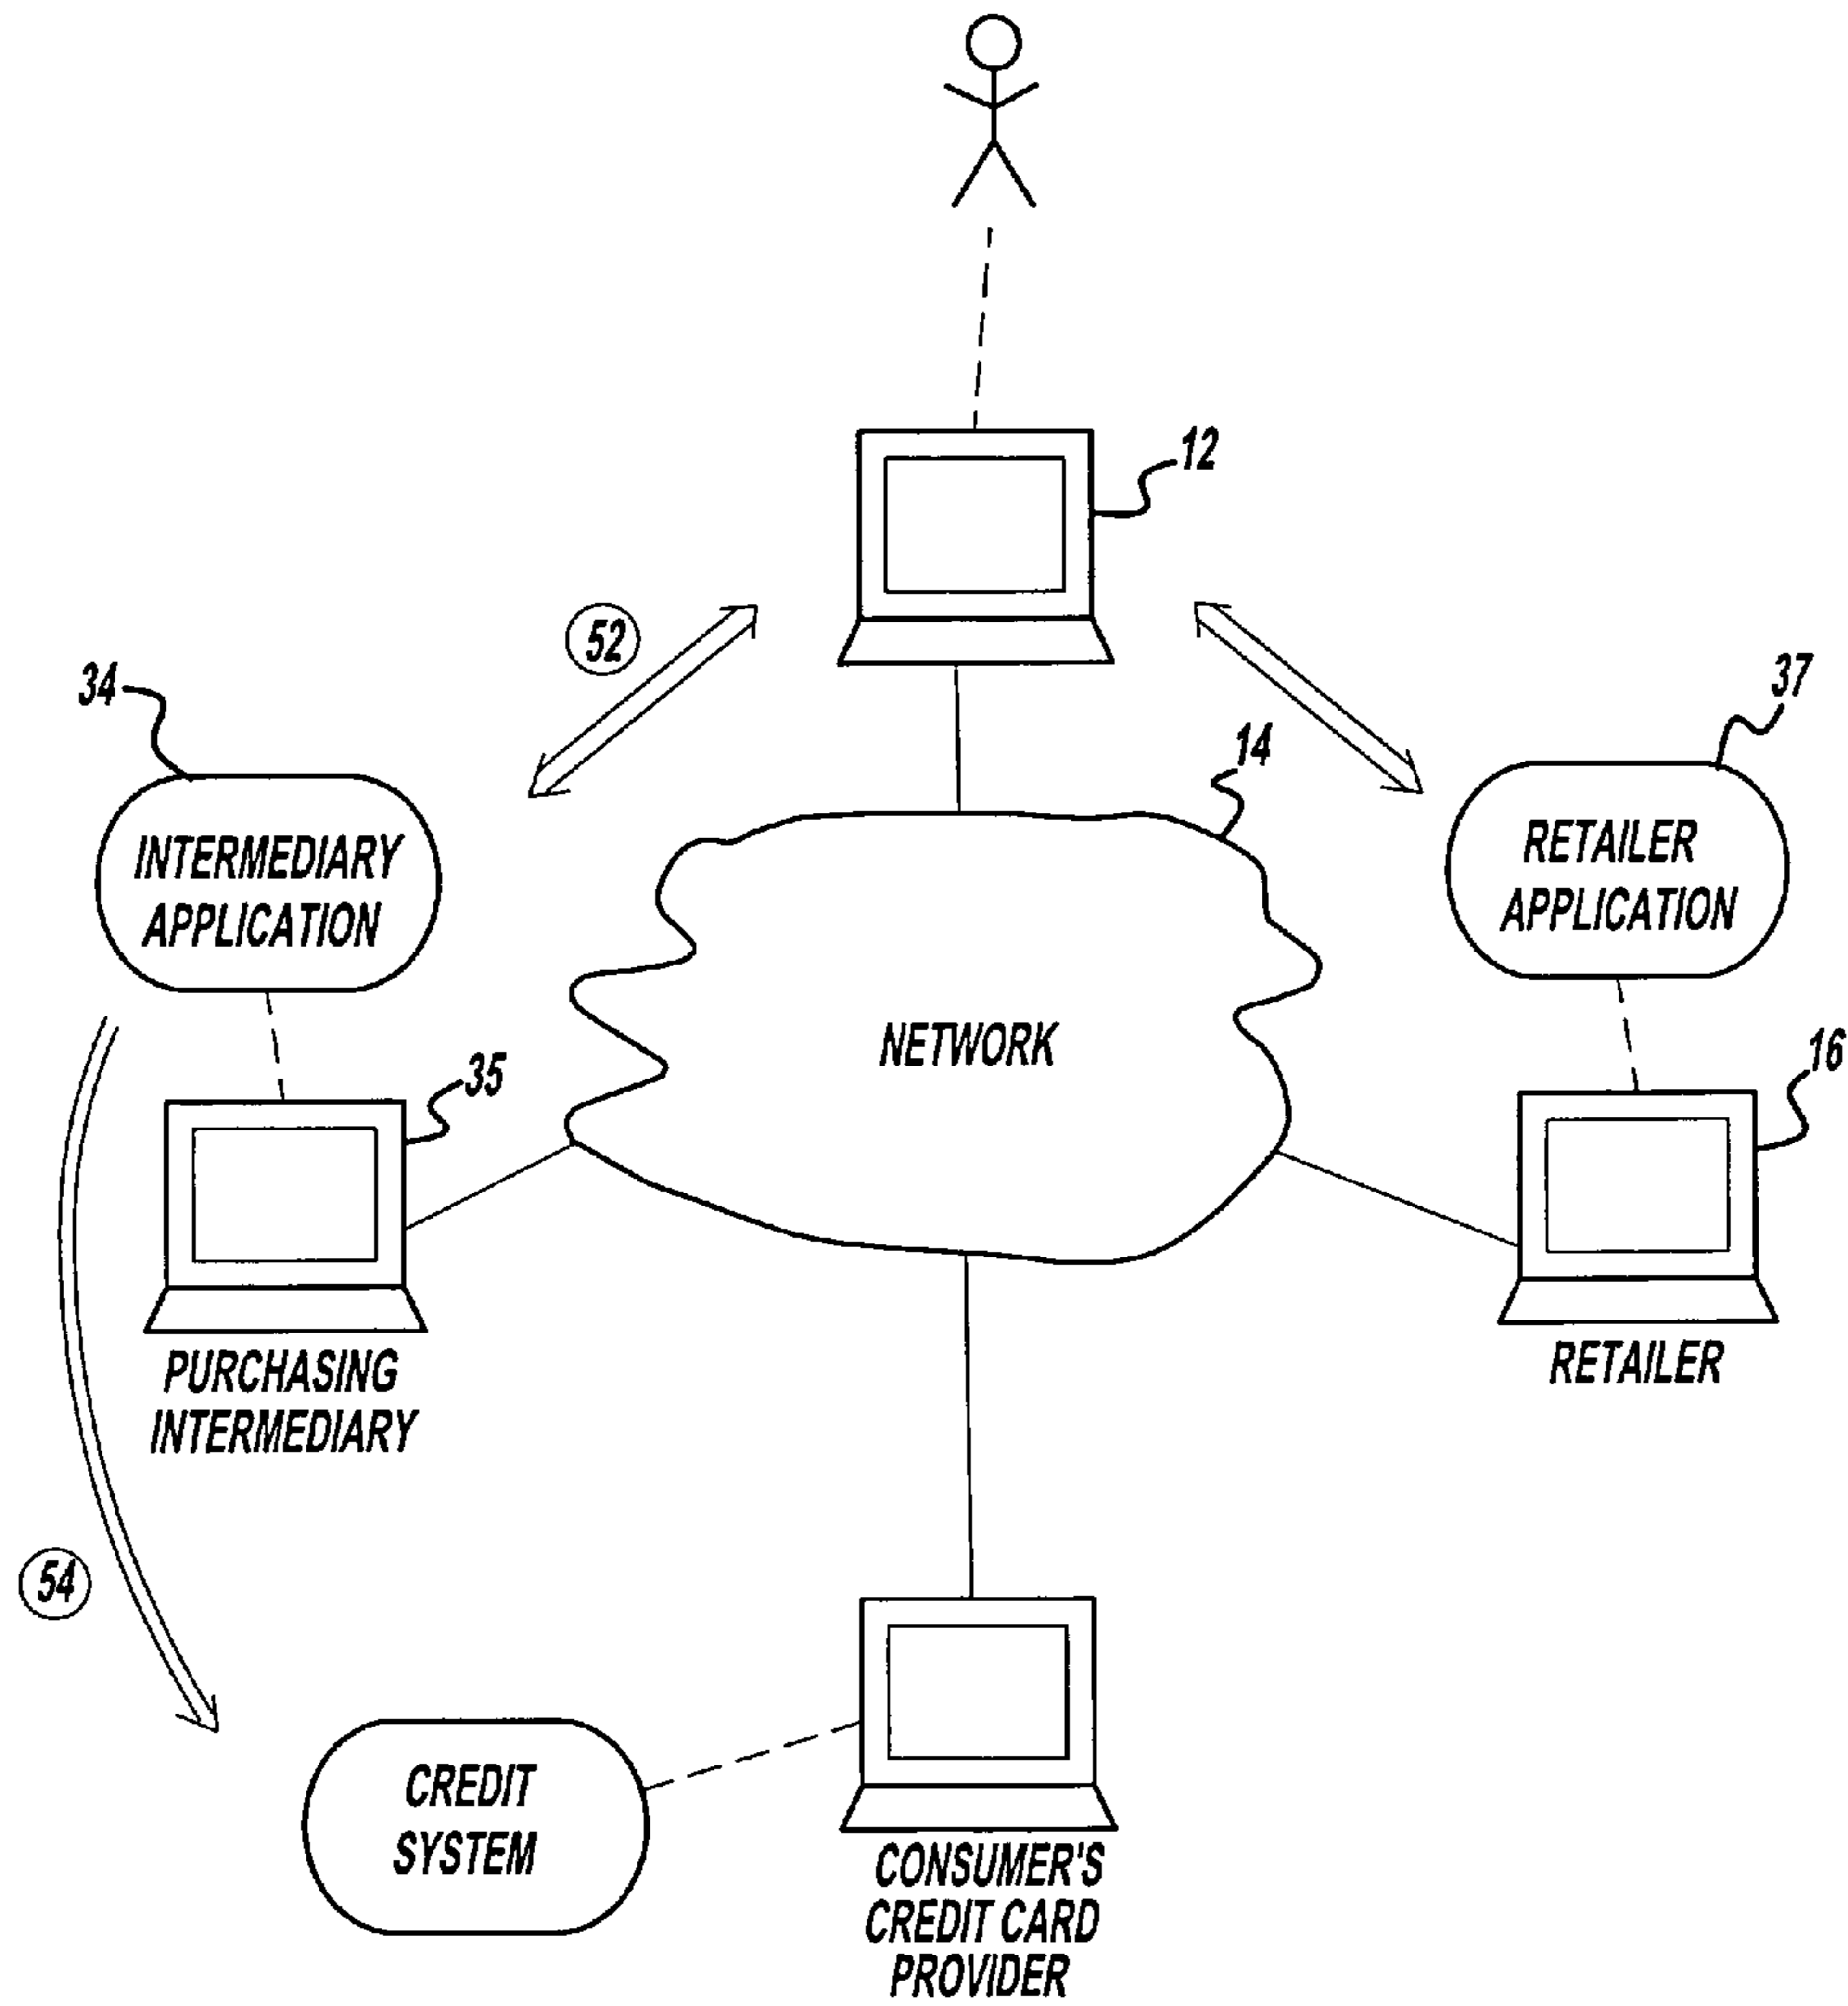 12
52
34
37
14
INTERMEDIARY
APPLICATION
RETAILER
APPLICATION
NETWORK
35
16
PURCHASING
INTERMEDIARY
RETAILER
54
CREDIT
SYSTEM
CONSUMER'S
CREDIT CARD
PROVIDER